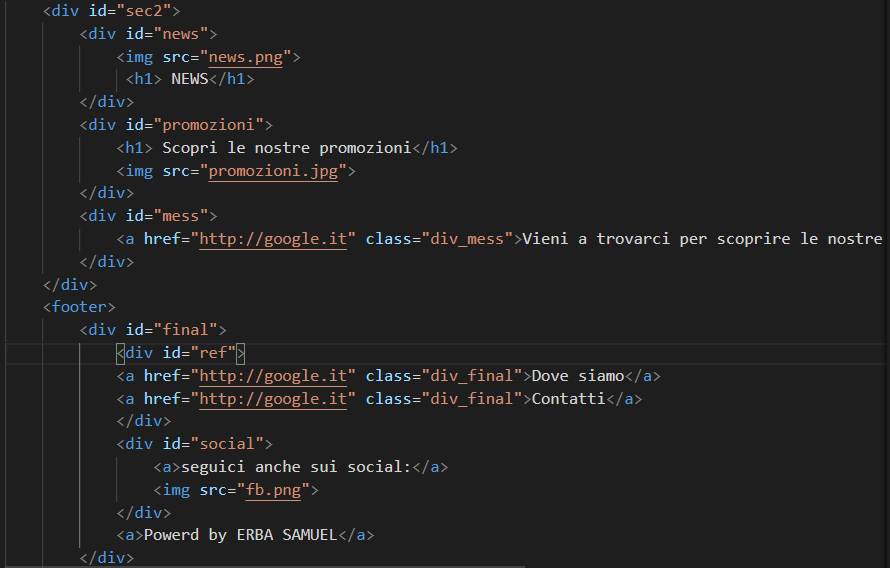 <div id="sec2">
<div id="news">
<img src="news.png">
<h1> NEWS</h1>
</div>
<div id="promozioni">
<h1> Scopri le nostre promozioni</h1>
<img src="promozioni.jpg">
</div>
<div id="mess">
<a href="http://google.it" class="div_mess">Vieni a trovarci per scoprire le nostre
</div>
</div>
<footer>
<div id="final">
<div id="ref">
<a href="http://google.it" class="div_final">Dove siamo</a>
<a href="http://google.it" class="div_final">Contatti</a>
</div>
<div id="social">
<a>seguici anche sui social:</a>
<img src="fb.png">
</div>
<a>Powerd by ERBA SAMUEL</a>
</div>